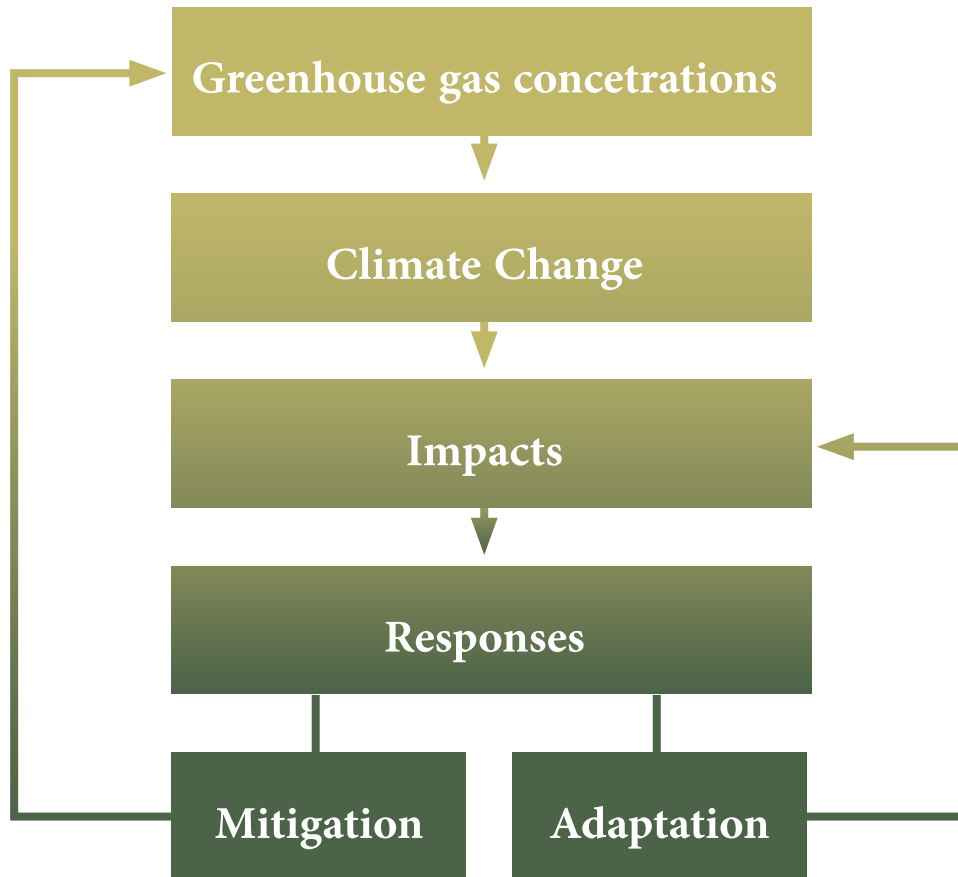 Greenhouse gas concetrations
Climate Change
Impacts
Responses
Mitigation
Adaptation